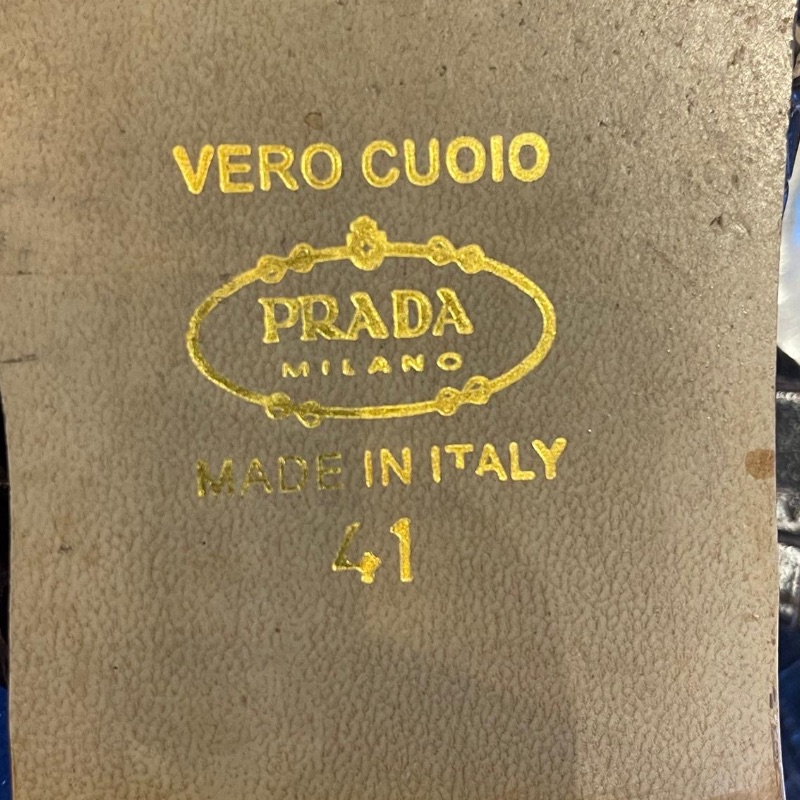 VERO CUOIO
PRADA
MILANO
MADE IN ITALY
41